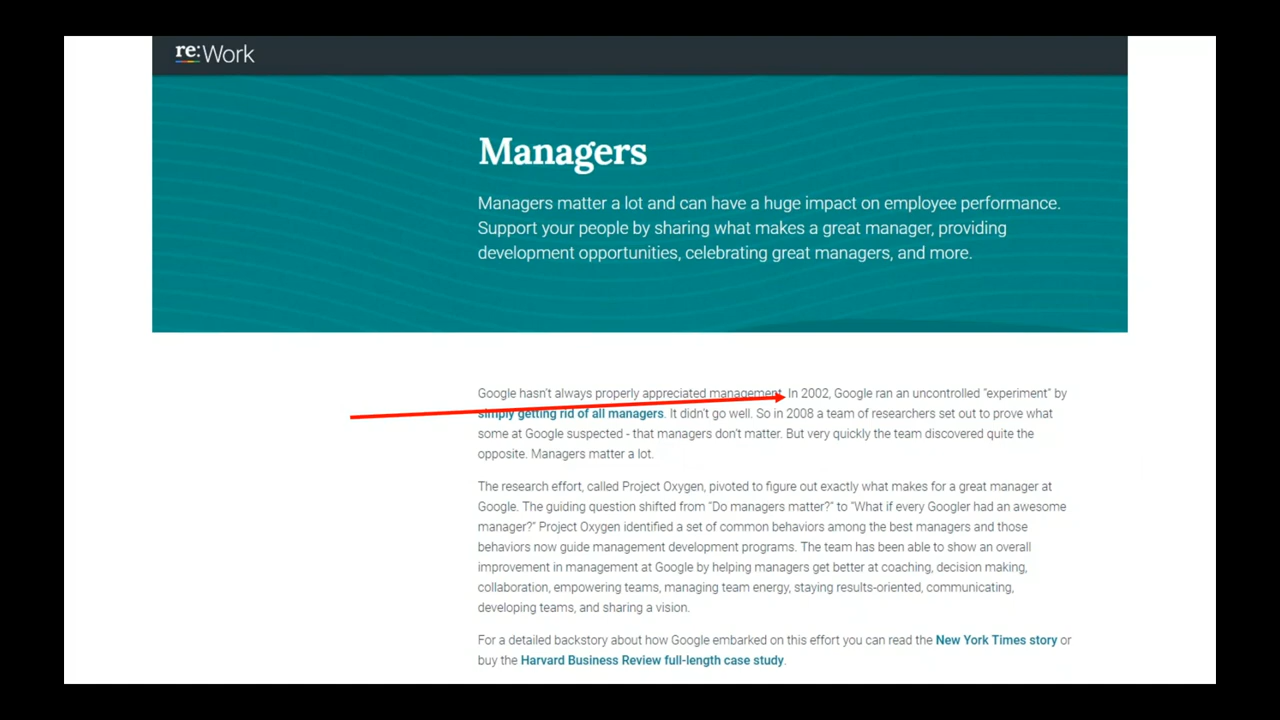 re:Work
Managers
Managers matter a lot and can have a huge impact on employee performance.
Support your people by sharing what makes a great manager, providing
development opportunities, celebrating great managers, and more.
Google hasn't always properly appreciated management. In 2002, Google ran an uncontrolled "experiment" by
simply getting rid of all managers. It didn't go well. So in 2008 a team of researchers set out to prove what
some at Google suspected - that managers don't matter. But very quickly the team discovered quite the
opposite. Managers matter a lot.
The research effort, called Project Oxygen, pivoted to figure out exactly what makes for a great manager at
Google. The guiding question shifted from "Do managers matter?" to "What if every Googler had an awesome
manager?" Project Oxygen identified a set of common behaviors among the best managers and those
behaviors now guide management development programs. The team has been able to show an overall
improvement in management at Google by helping managers get better at coaching, decision making,
collaboration, empowering teams, managing team energy, staying results-oriented, communicating,
developing teams, and sharing a vision.
For a detailed backstory about how Google embarked on this effort you can read the New York Times story or
buy the Harvard Business Review full-length case study.